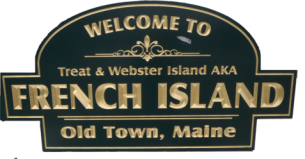 WELCOME TO
Treat & Webster Island AKA
FRENCH ISLAND
Old Town, Maine